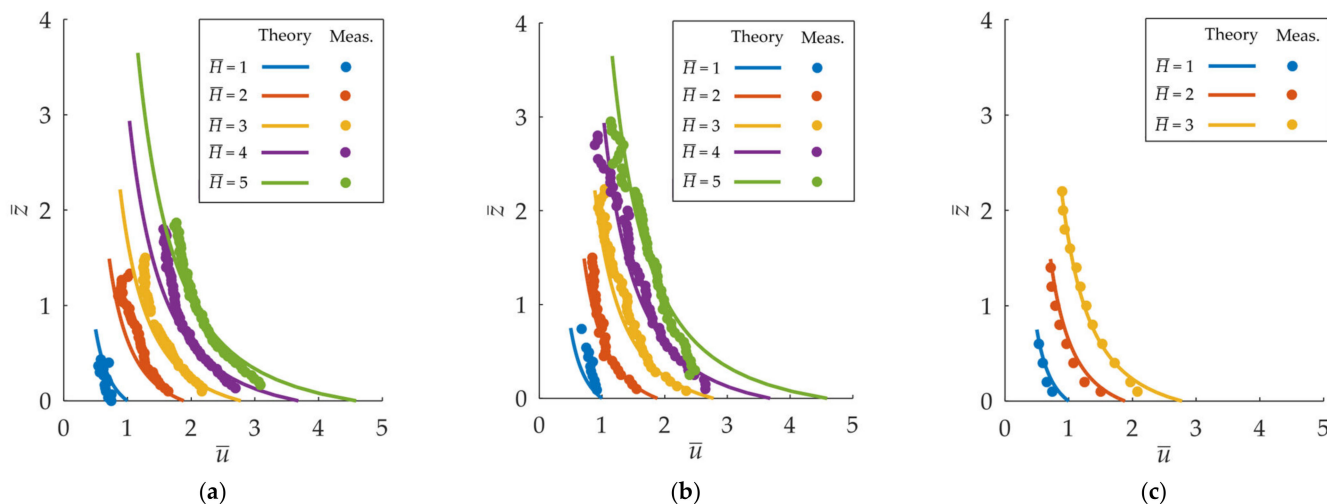 4
3
2
1
0
z̅
0 1 2 3 4 5
u̅
Theory Meas.
H̅ = 1
H̅ = 2
H̅ = 3
H̅ = 4
H̅ = 5
(a)
4
3
2
1
0
z̅
0 1 2 3 4 5
u̅
Theory Meas.
H̅ = 1
H̅ = 2
H̅ = 3
H̅ = 4
H̅ = 5
(b)
4
3
2
1
0
z̅
0 1 2 3 4 5
u̅
Theory Meas.
H̅ = 1
H̅ = 2
H̅ = 3
(c)